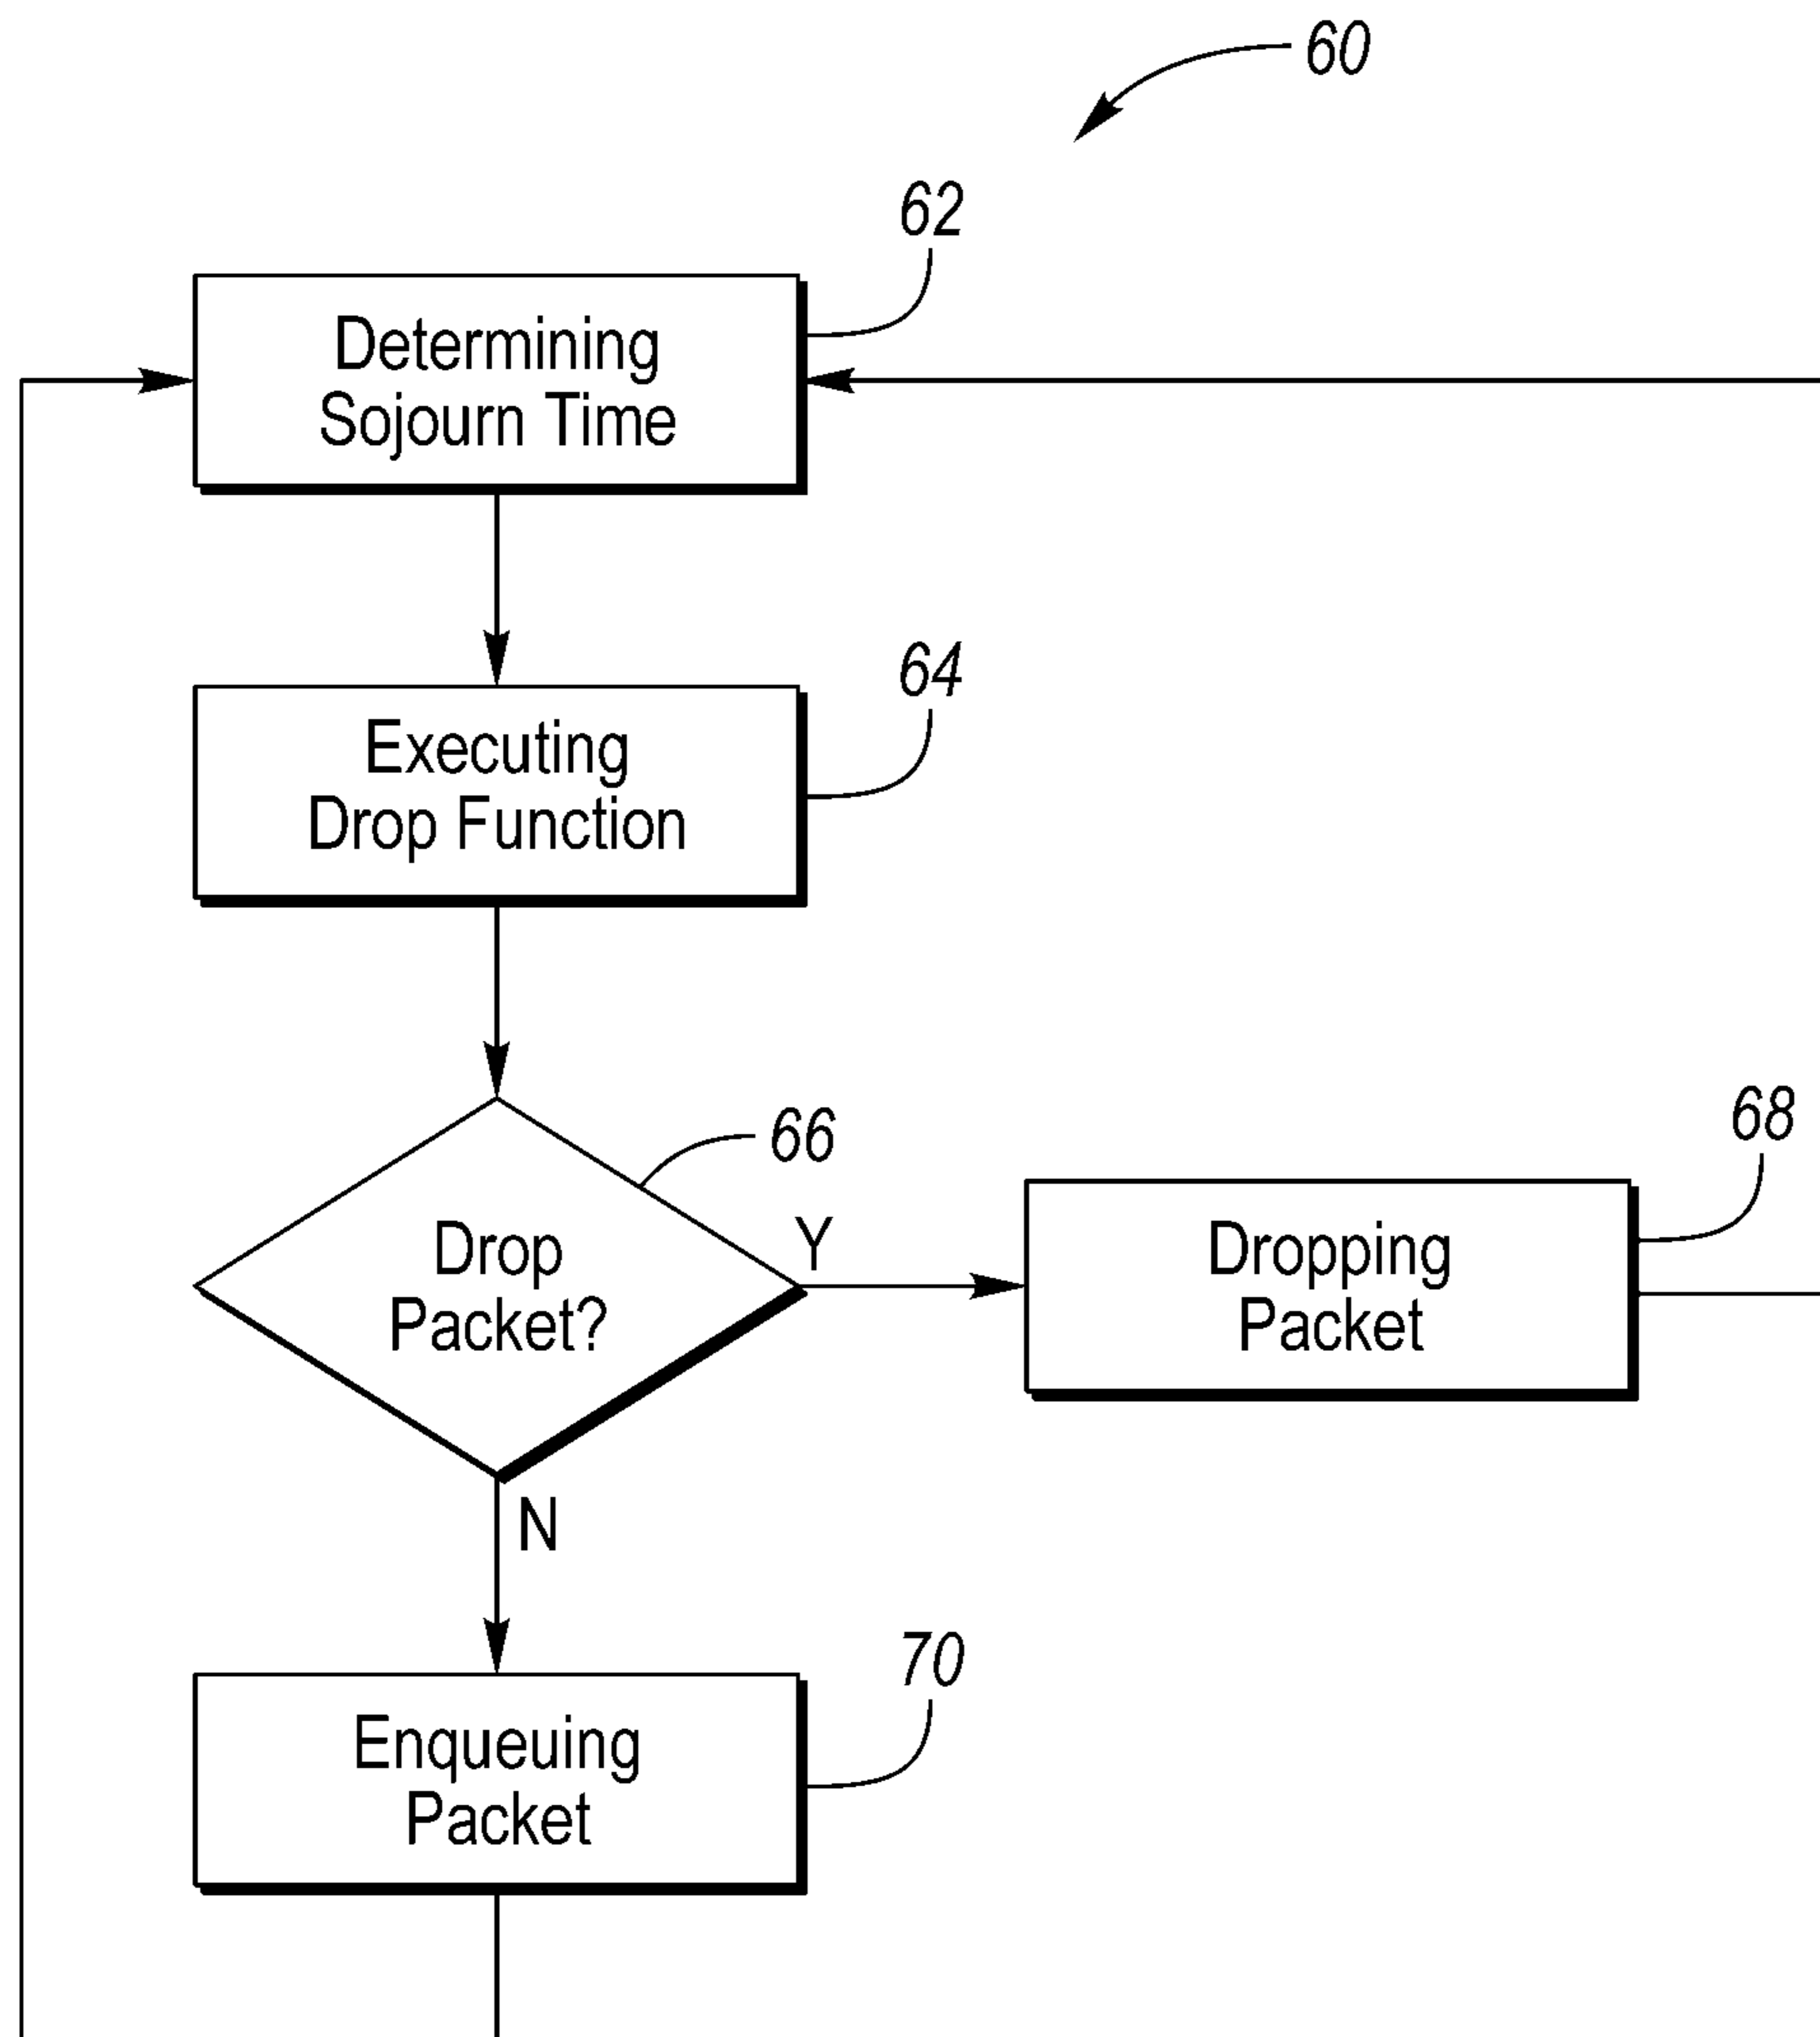 60
62
Determining
Sojourn Time
64
Executing
Drop Function
66
68
Drop
Packet?
Y
Dropping
Packet
N
70
Enqueuing
Packet